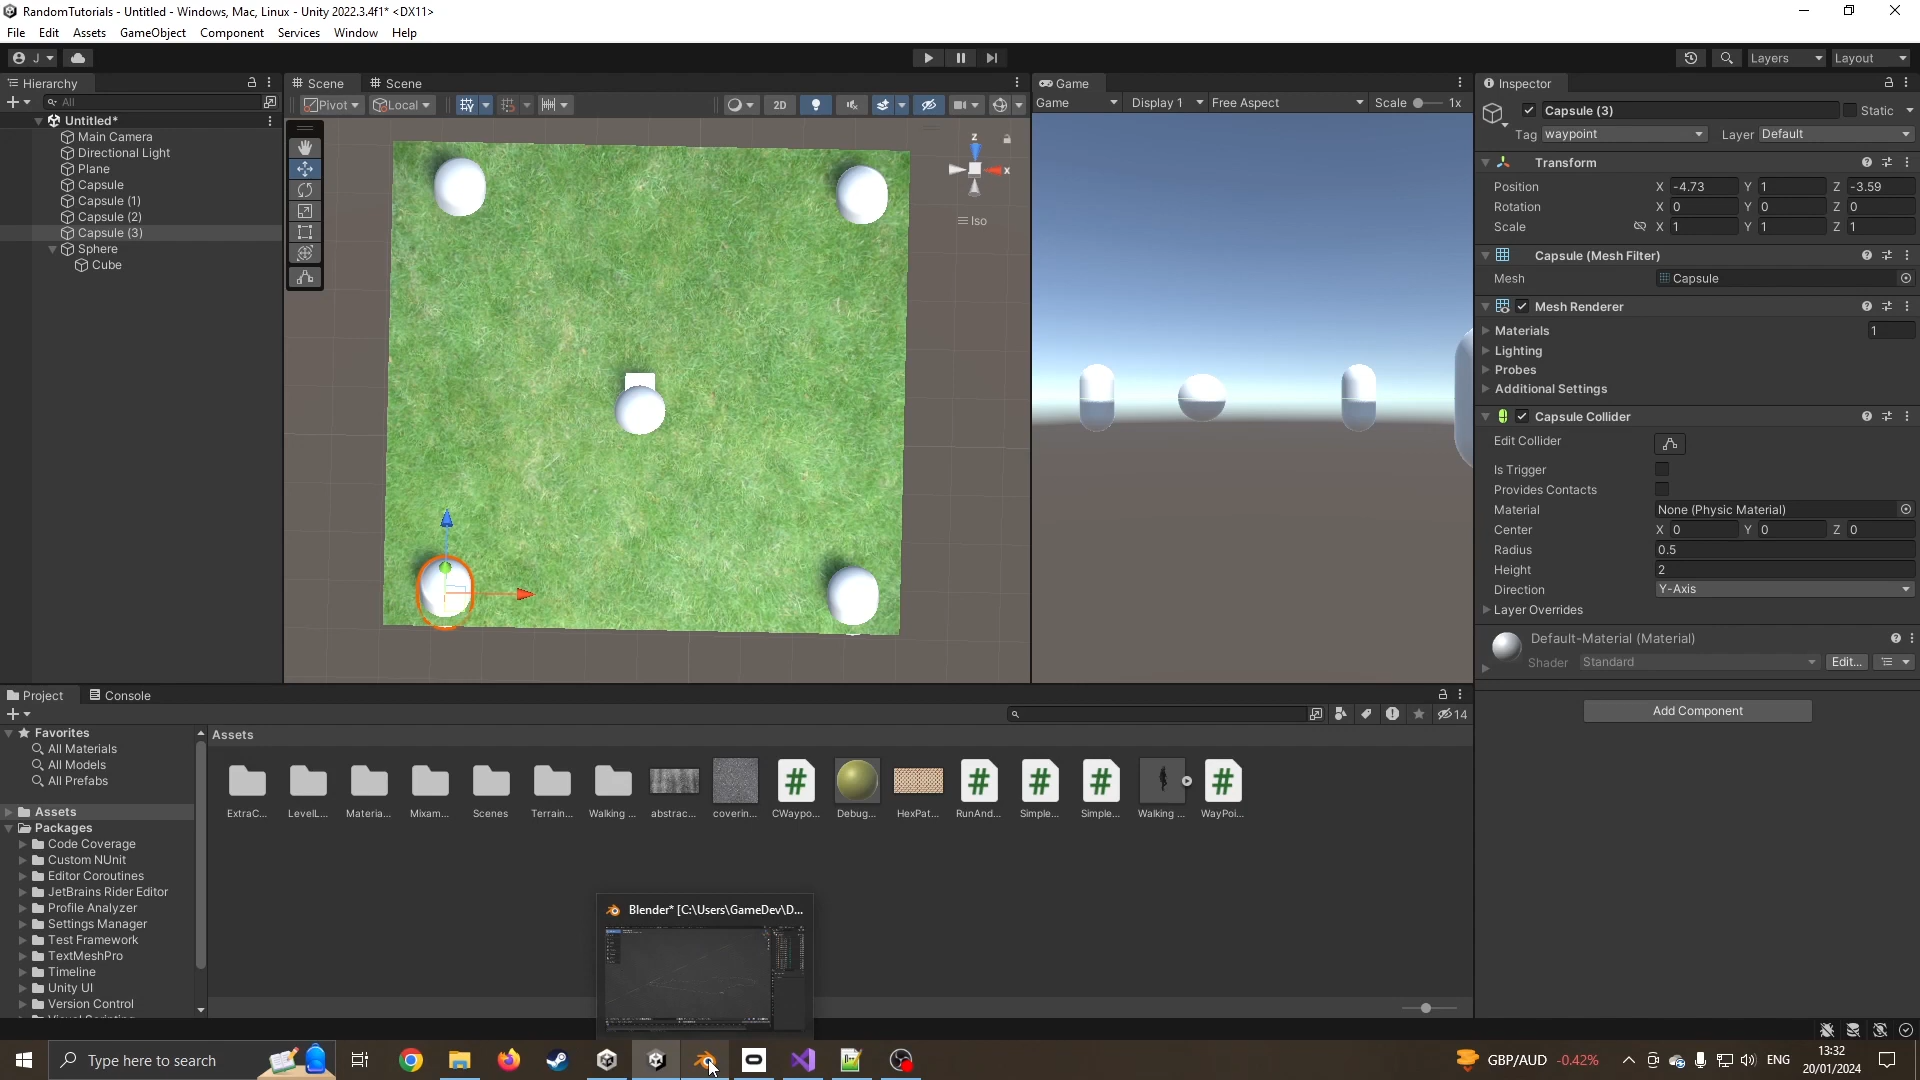 RandomTutorials - Untitled - Windows, Mac, Linux - Unity 2022.3.4f1* <DX11>
File Edit Assets GameObject Component Services Window Help
J Layers Layout
Hierarchy Scene Scene Game Inspector
All Pivot Local 2D Game Display 1 Free Aspect Scale 1x Capsule (3) Static
Untitled*
Main Camera
Directional Light
Plane
Capsule
Capsule (1)
Capsule (2)
Capsule (3)
Sphere
Cube
z
x
Iso
Tag waypoint Layer Default
Transform
Position X -4.73 Y 1 Z -3.59
Rotation X 0 Y 0 Z 0
Scale X 1 Y 1 Z 1
Capsule (Mesh Filter)
Mesh Capsule
Mesh Renderer
Materials 1
Lighting
Probes
Additional Settings
Capsule Collider
Edit Collider
Is Trigger
Provides Contacts
Material None (Physic Material)
Center X 0 Y 0 Z 0
Radius 0.5
Height 2
Direction Y-Axis
Layer Overrides
Default-Material (Material)
Shader Standard Edit...
Add Component
Project Console
14
Favorites
All Materials
All Models
All Prefabs
Assets
Packages
Code Coverage
Custom NUnit
Editor Coroutines
JetBrains Rider Editor
Profile Analyzer
Settings Manager
Test Framework
TextMeshPro
Timeline
Unity UI
Version Control
Assets
ExtraC... LevelL... Materia... Mixam... Scenes Terrain... Walking ... abstrac... coverin... CWaypo... Debug... HexPat... RunAnd... Simple... Simple... Walking ... WayPoi...
Blender* [C:\Users\GameDev\D...
Type here to search
GBP/AUD -0.42% ENG 13:32
20/01/2024